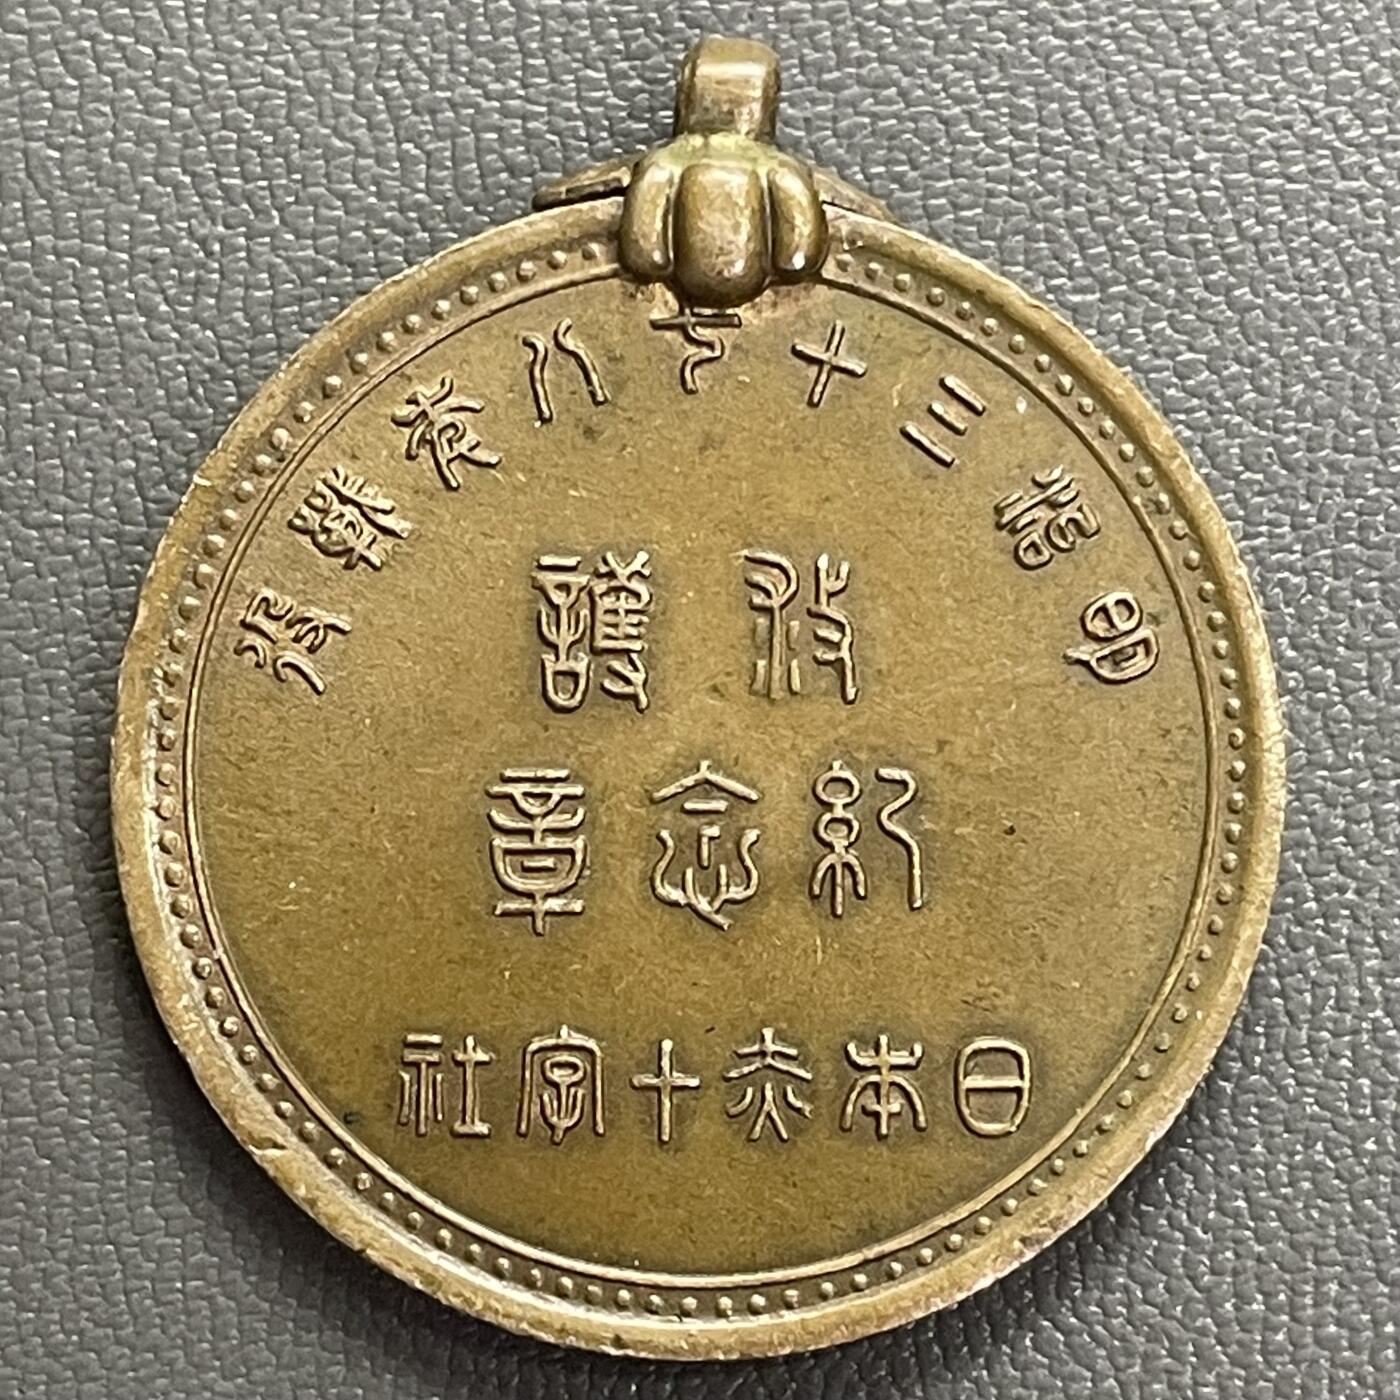 明治三十七八年戰役
救護
紀念章
日本赤十字社